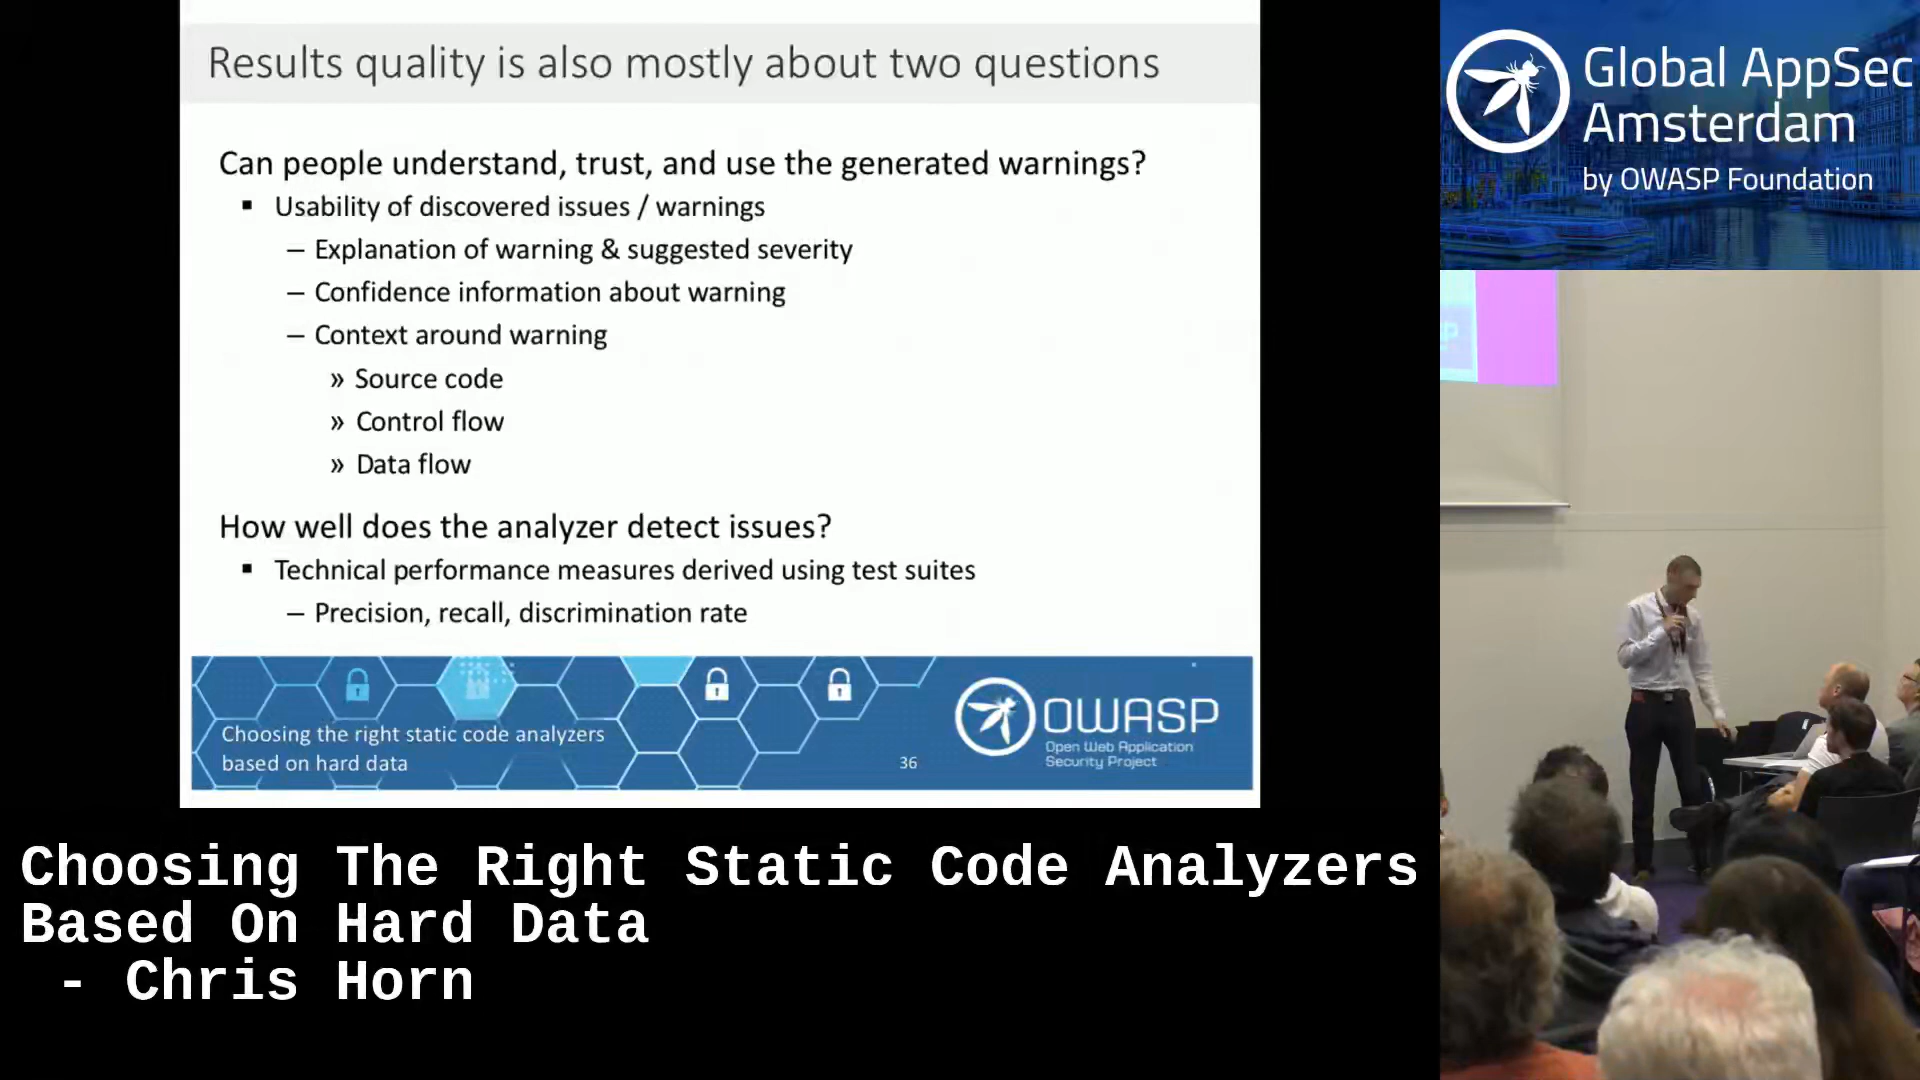 Results quality is also mostly about two questions
Can people understand, trust, and use the generated warnings?
▪ Usability of discovered issues / warnings
– Explanation of warning & suggested severity
– Confidence information about warning
– Context around warning
» Source code
» Control flow
» Data flow
How well does the analyzer detect issues?
▪ Technical performance measures derived using test suites
– Precision, recall, discrimination rate
Choosing the right static code analyzers
based on hard data
36
OWASP
Open Web Application
Security Project
Choosing The Right Static Code Analyzers
Based On Hard Data
- Chris Horn
Global AppSec
Amsterdam
by OWASP Foundation